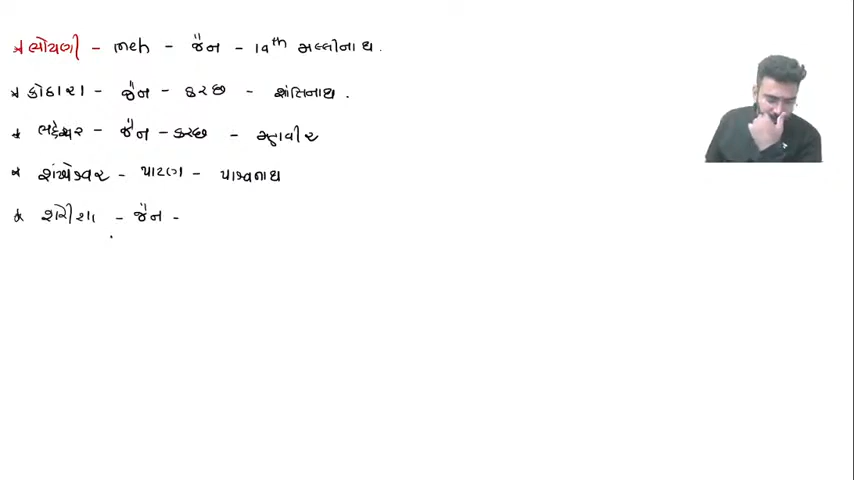 * ભોયણી - meh - જૈન - 19th મલ્લીનાથ.
* કોઠારા - જૈન - કચ્છ - શાંતિનાથ.
* ભદ્રેશ્વર - જૈન - કચ્છ - મહાવીર
* શંખેશ્વર - પાટણ - પાર્શ્વનાથ
* શેરીસા - જૈન -